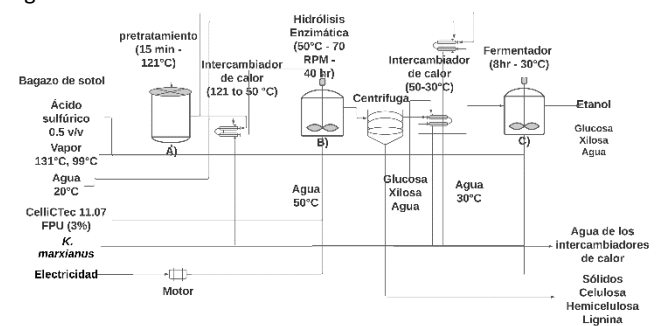 pretratamiento
(15 min -
121°C)
Intercambiador
de calor
(121 to 50 °C)
Hidrólisis
Enzimática
(50°C - 70
RPM -
40 hr)
Centrifuga
Intercambiador
de calor
(50-30°C)
Fermentador
(8hr - 30°C)
Bagazo de sotol
Ácido
sulfúrico
0.5 v/v
Vapor
131°C, 99°C
Agua
20°C
CelliCTec 11.07
FPU (3%)
K.
marxianus
Electricidad
Motor
A)
B)
C)
Agua
50°C
Glucosa
Xilosa
Agua
Agua
30°C
Etanol
Glucosa
Xilosa
Agua
Agua de los
intercambiadores
de calor
Sólidos
Celulosa
Hemicelulosa
Lignina